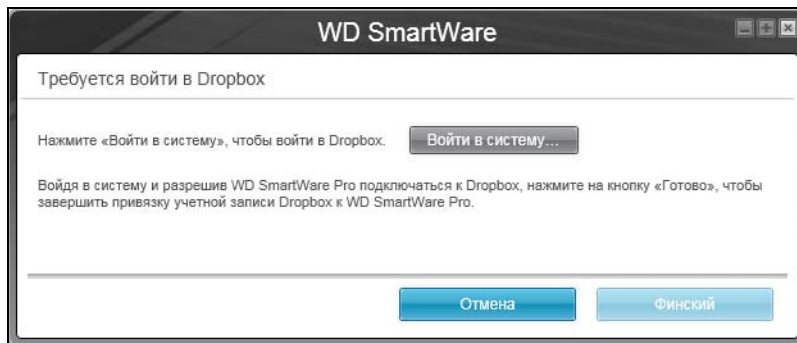 WD SmartWare
Требуется войти в Dropbox
Нажмите «Войти в систему», чтобы войти в Dropbox. Войти в систему...
Войдя в систему и разрешив WD SmartWare Pro подключаться к Dropbox, нажмите на кнопку «Готово», чтобы
завершить привязку учетной записи Dropbox к WD SmartWare Pro.
Отмена Финский